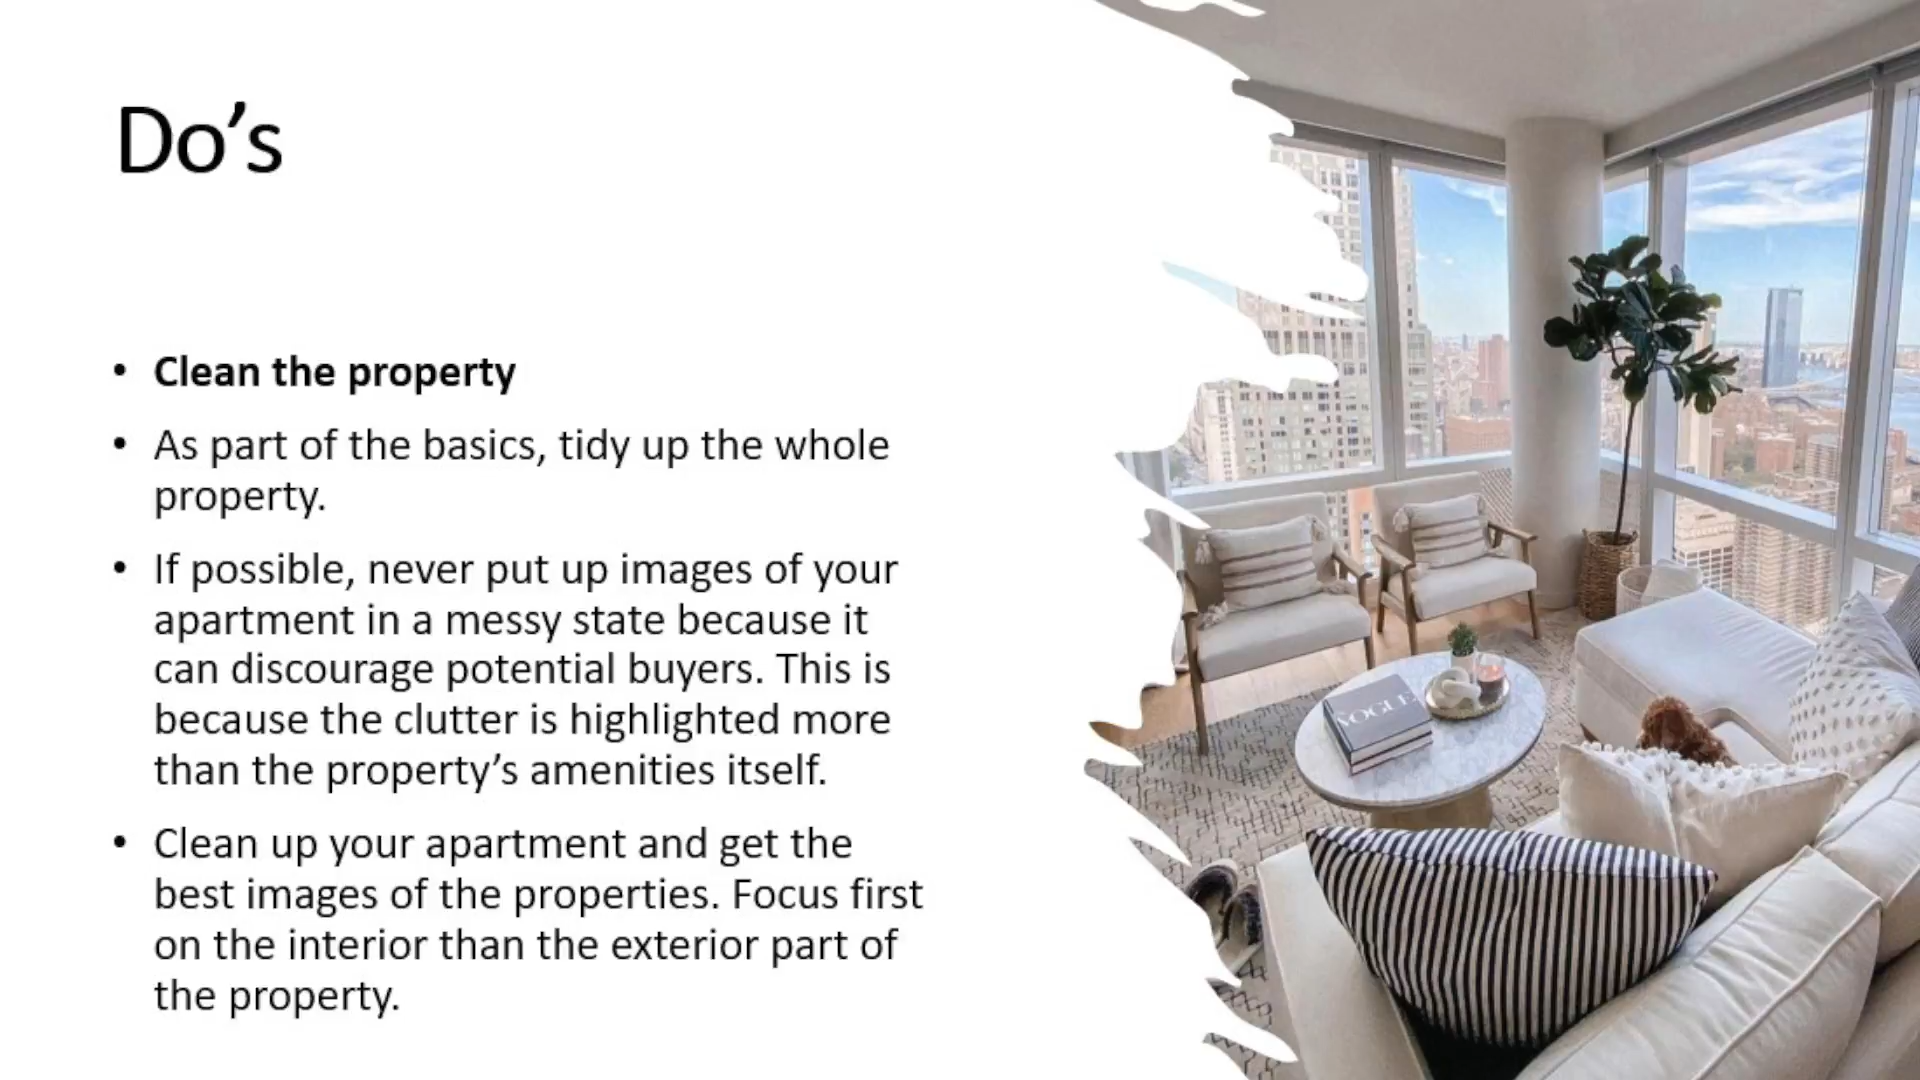 Do’s
• Clean the property
• As part of the basics, tidy up the whole
property.
• If possible, never put up images of your
apartment in a messy state because it
can discourage potential buyers. This is
because the clutter is highlighted more
than the property’s amenities itself.
• Clean up your apartment and get the
best images of the properties. Focus first
on the interior than the exterior part of
the property.
VOGUE